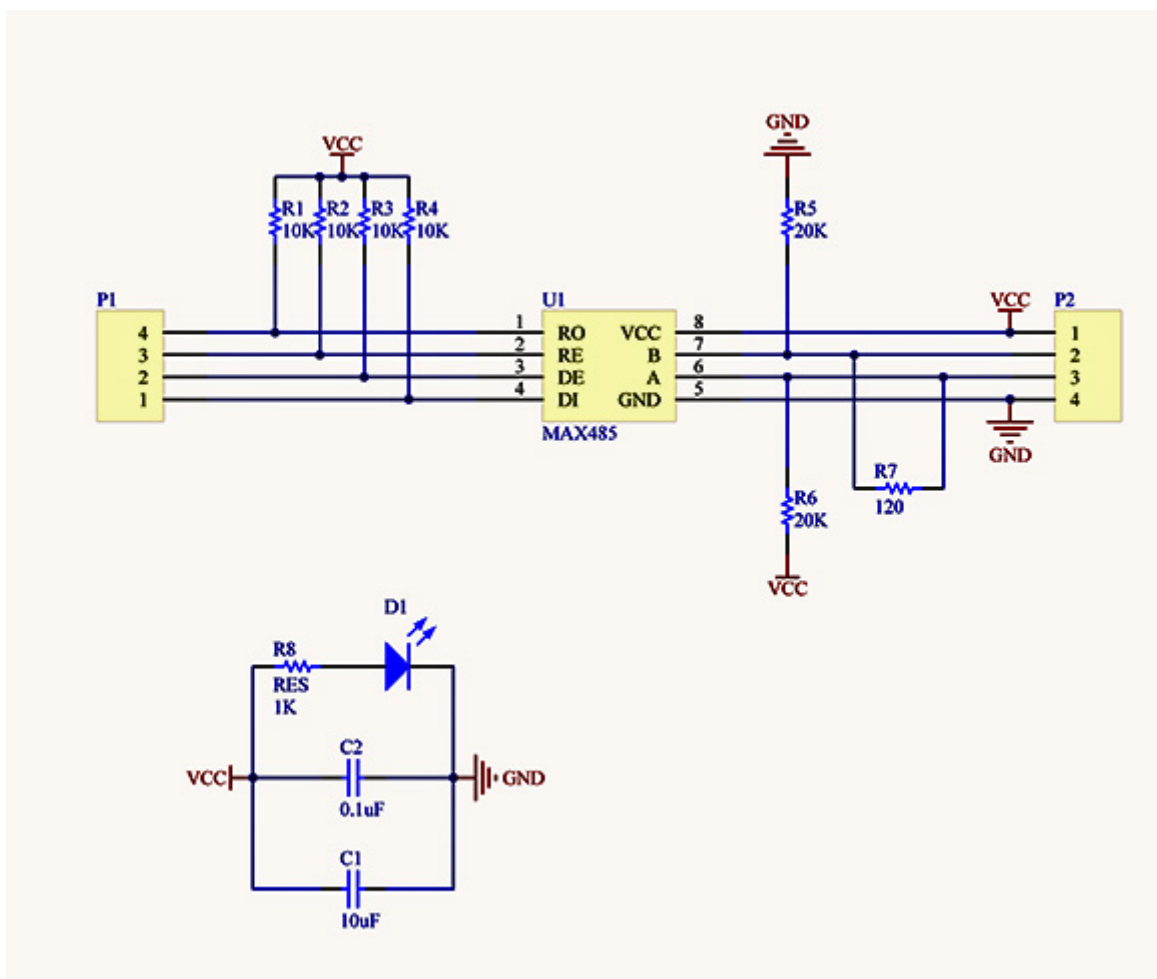 GND
VCC
R1 R2 R3 R4
10K 10K 10K 10K
R5
20K
P1
U1
VCC
P2
4 1 RO VCC 8 1
3 2 RE B 7 2
2 3 DE A 6 3
1 4 DI GND 5 4
MAX485
GND
R7
120
R6
20K
VCC
D1
R8
RES
1K
C2
VCC
GND
0.1uF
C1
10uF